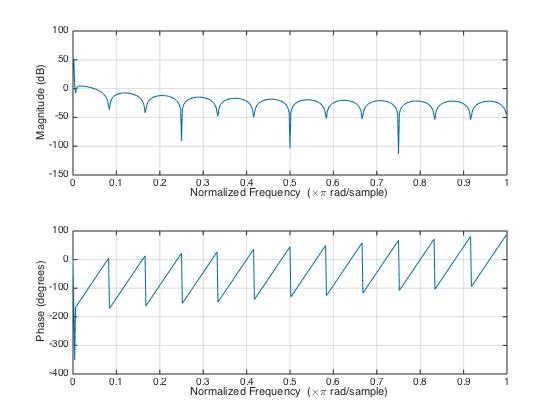 100
50
0
-50
-100
-150
Magnitude (dB)
0 0.1 0.2 0.3 0.4 0.5 0.6 0.7 0.8 0.9 1
Normalized Frequency (×π rad/sample)
100
0
-100
-200
-300
-400
Phase (degrees)
0 0.1 0.2 0.3 0.4 0.5 0.6 0.7 0.8 0.9 1
Normalized Frequency (×π rad/sample)